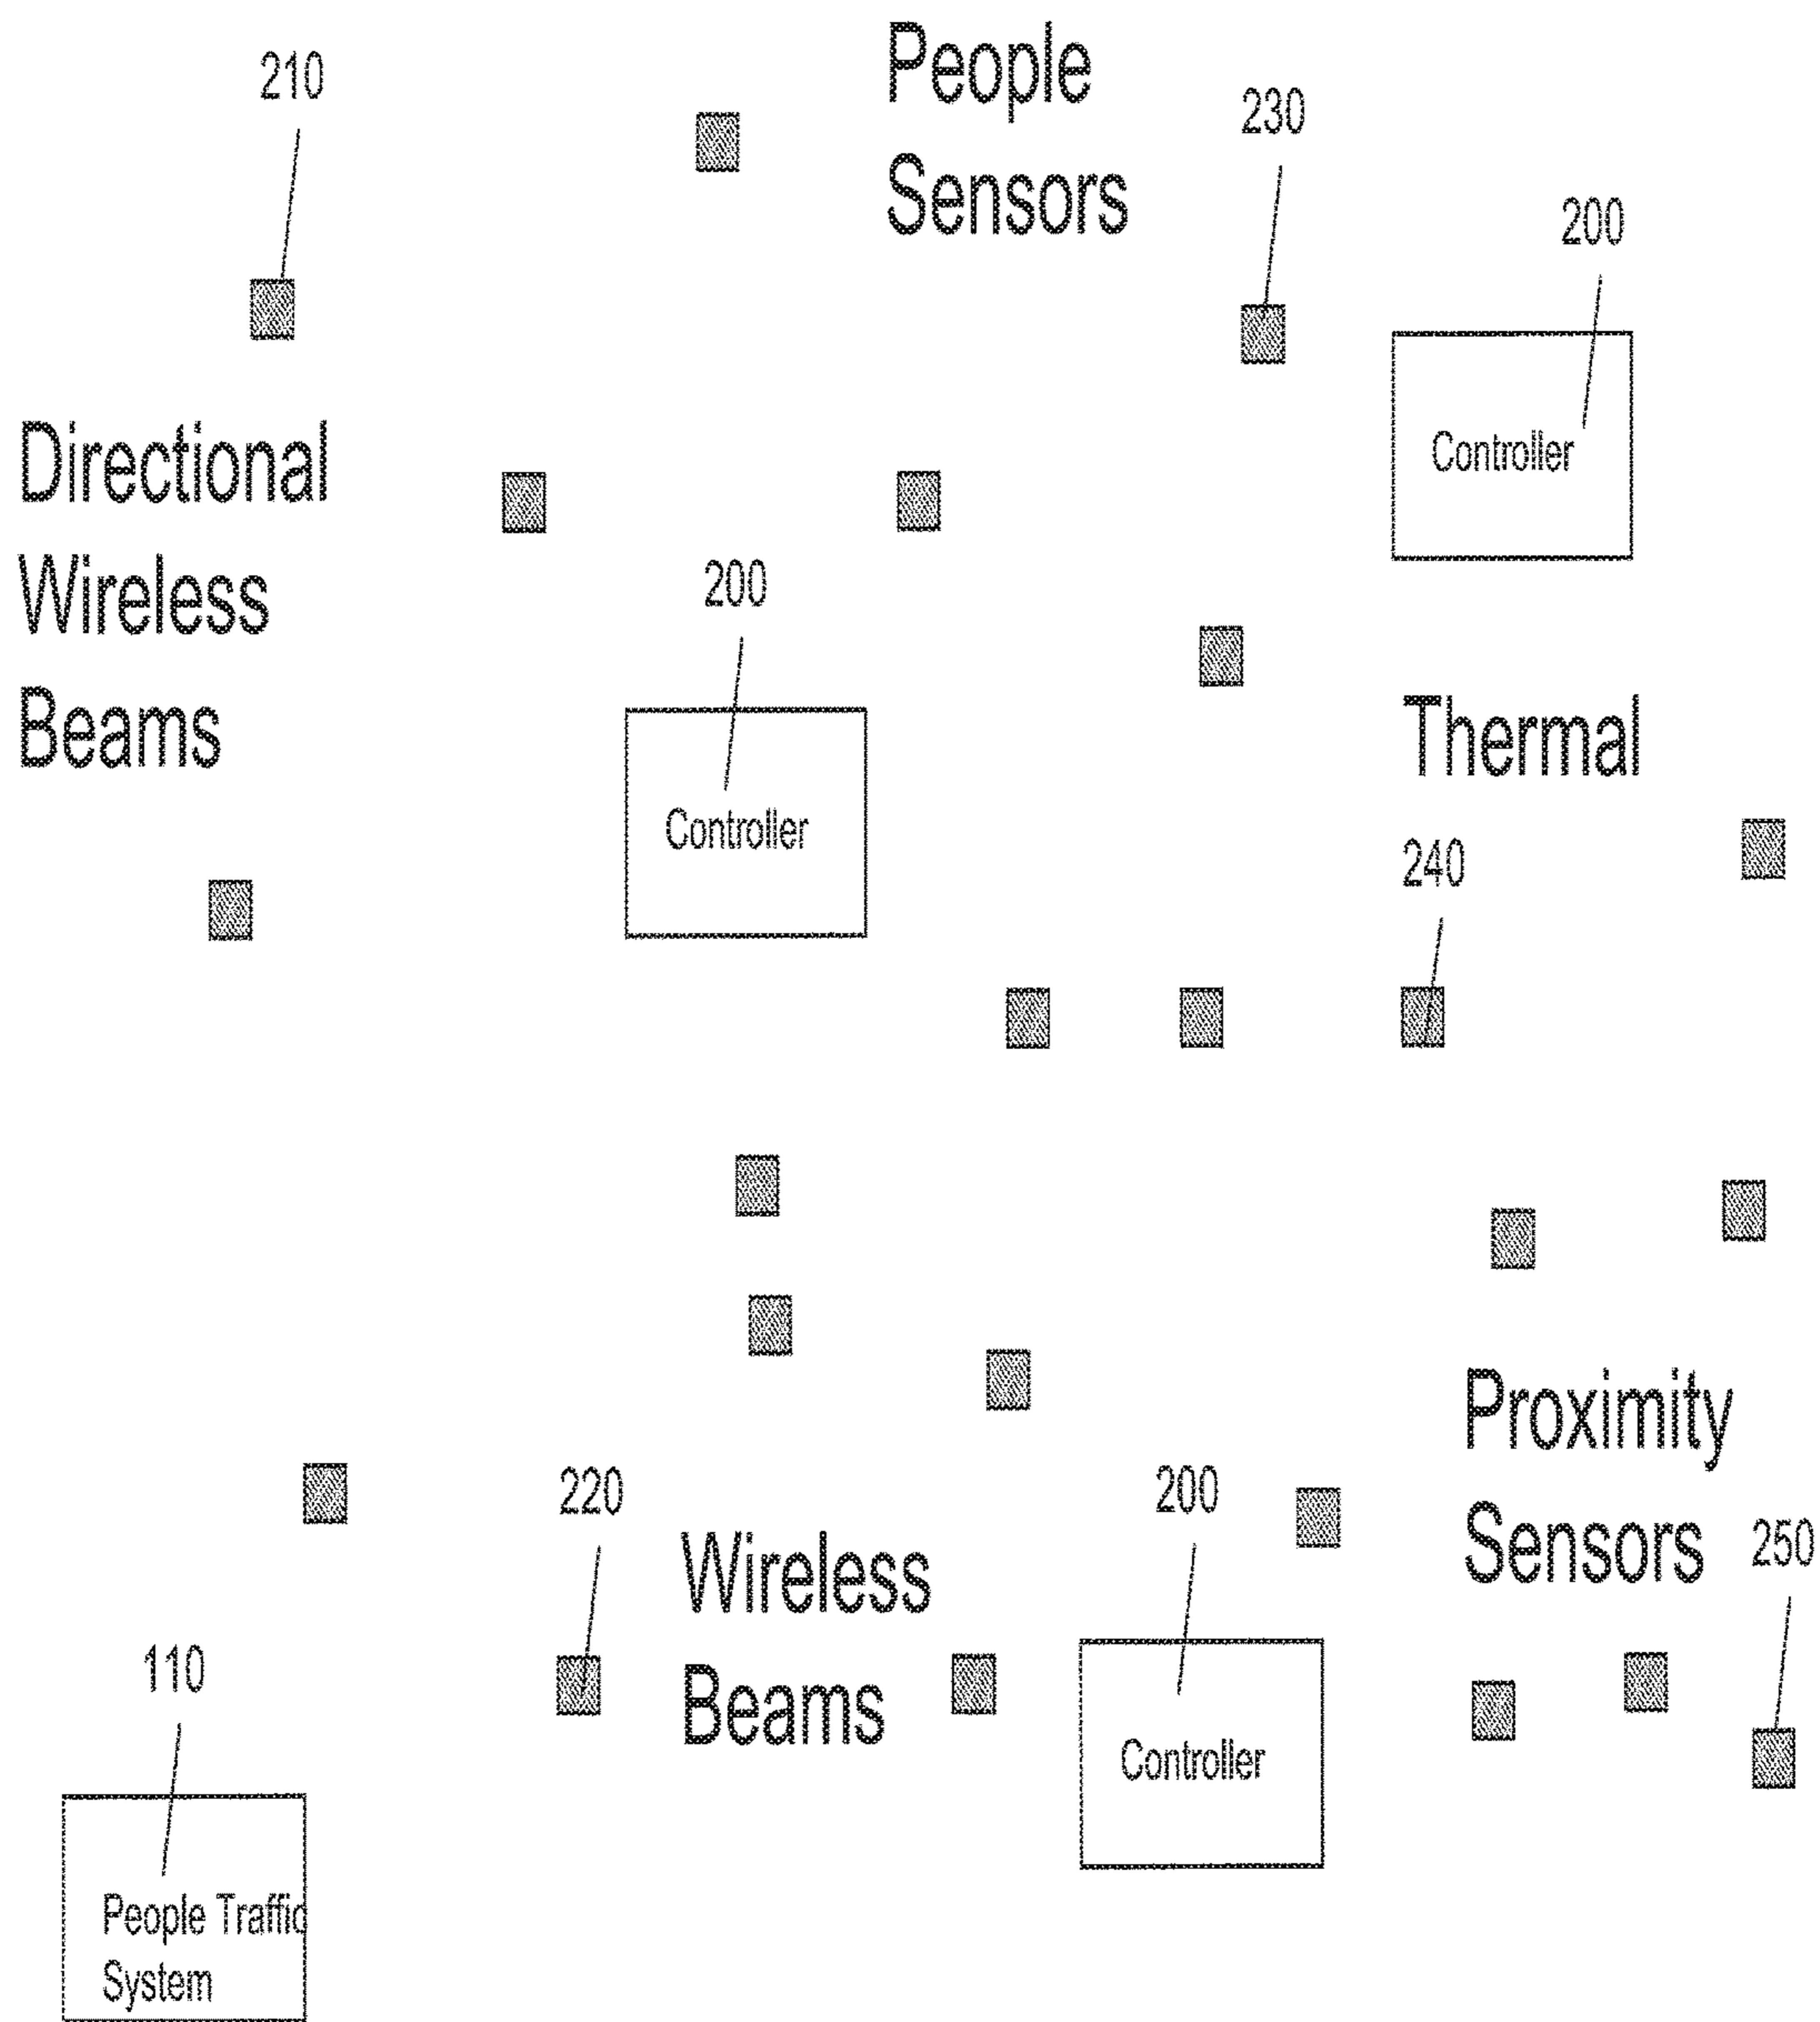 People
Sensors
210
230
200
Directional
Wireless
Beams
Controller
200
Thermal
Controller
240
Proximity
Sensors
220
200
250
Wireless
Beams
110
Controller
People Traffic
System